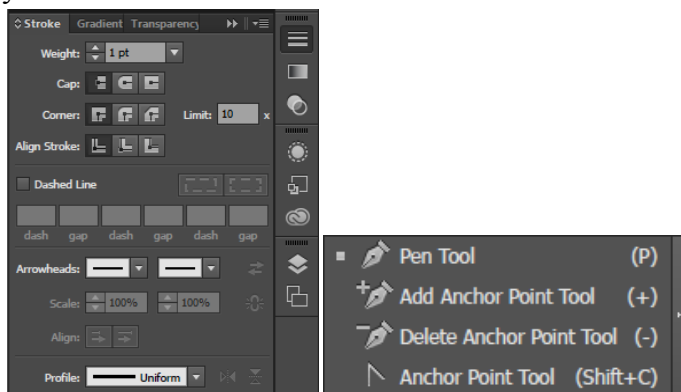 Stroke Gradient Transparency
Weight: 1 pt
Cap:
Corner: Limit: 10 x
Align Stroke:
Dashed Line
dash gap dash gap dash gap
Arrowheads:
Scale: 100% 100%
Align:
Profile: Uniform
Pen Tool (P)
Add Anchor Point Tool (+)
Delete Anchor Point Tool (-)
Anchor Point Tool (Shift+C)